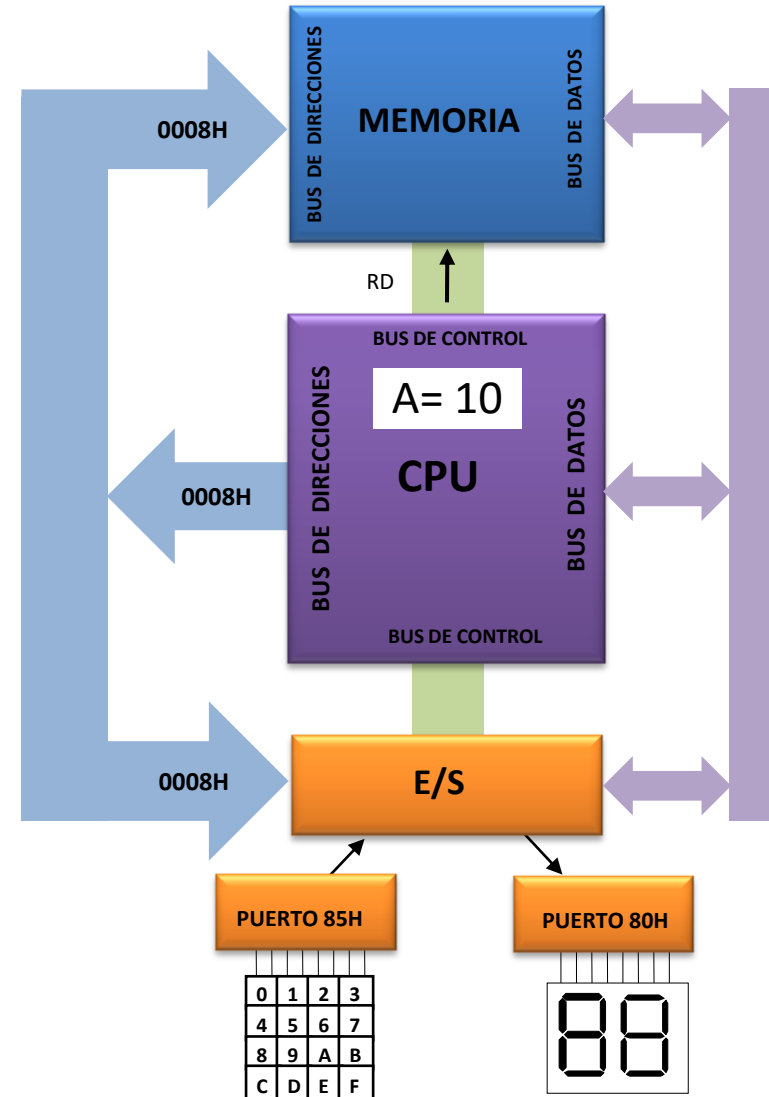 0008H
BUS DE DIRECCIONES
MEMORIA
BUS DE DATOS
RD
BUS DE CONTROL
A= 10
CPU
BUS DE DIRECCIONES
BUS DE DATOS
0008H
BUS DE CONTROL
0008H
E/S
PUERTO 85H
PUERTO 80H
0 1 2 3
4 5 6 7
8 9 A B
C D E F
88